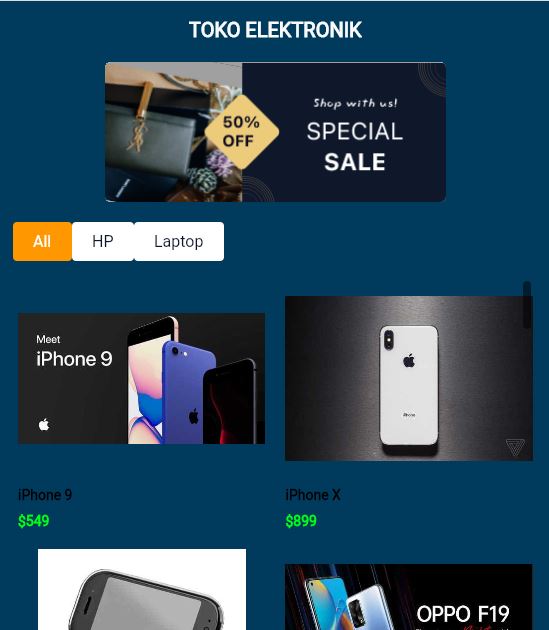 TOKO ELEKTRONIK
Shop with us!
50%
OFF
SPECIAL
SALE
All
HP
Laptop
Meet
iPhone 9
iPhone
iPhone 9
iPhone X
$549
$899
OPPO F19